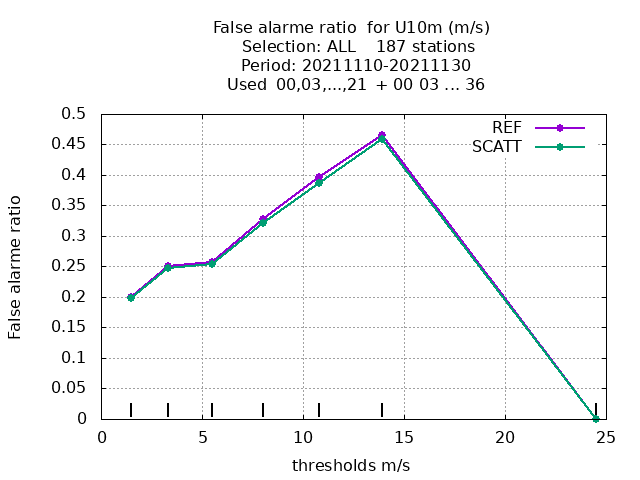 False alarme ratio  for U10m (m/s)
Selection: ALL    187 stations
Period: 20211110-20211130
Used  00,03,...,21  + 00 03 ... 36
REF
SCATT
False alarme ratio
0.5
0.45
0.4
0.35
0.3
0.25
0.2
0.15
0.1
0.05
0
0 5 10 15 20 25
thresholds m/s